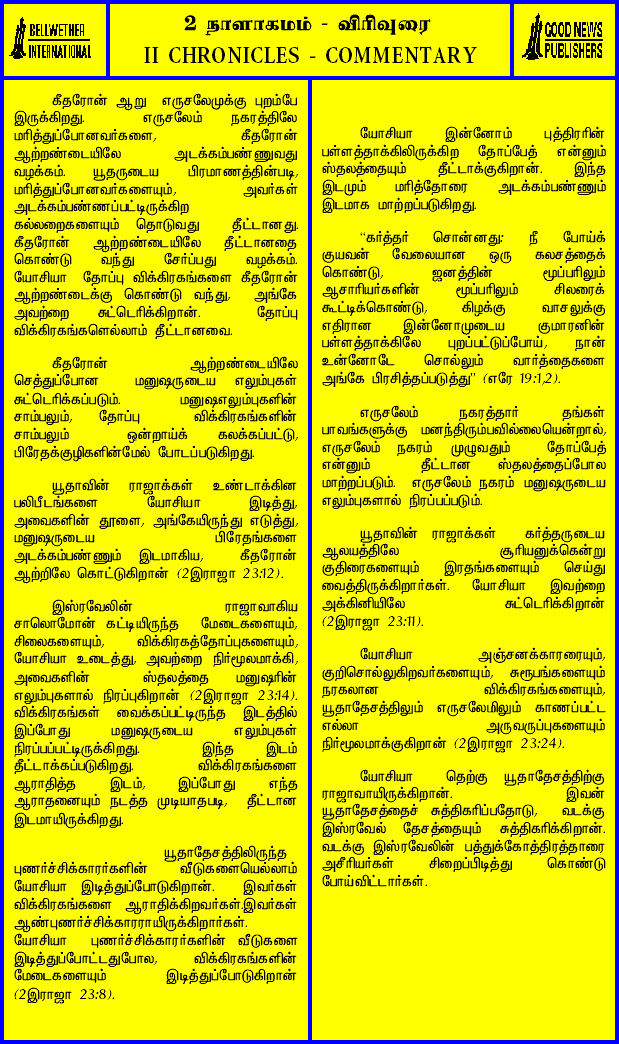 BELLWETHER
INTERNATIONAL
2 நாளாகமம் - விரிவுரை
II CHRONICLES - COMMENTARY
GOOD NEWS
PUBLISHERS
கீதரோன் ஆறு எருசலேமுக்கு புறம்பே
இருக்கிறது. எருசலேம் நகரத்திலே
மரித்துப்போனவர்களை, கீதரோன்
ஆற்றண்டையிலே அடக்கம்பண்ணுவது
வழக்கம். யூதருடைய பிரமாணத்தின்படி,
மரித்துப்போனவர்களையும், அவர்கள்
அடக்கம்பண்ணப்பட்டிருக்கிற
கல்லறைகளையும் தொடுவது தீட்டானது.
கீதரோன் ஆற்றண்டையிலே தீட்டானதை
கொண்டு வந்து சேர்ப்பது வழக்கம்.
யோசியா தோப்பு விக்கிரகங்களை கீதரோன்
ஆற்றண்டைக்கு கொண்டு வந்து, அங்கே
அவற்றை சுட்டெரிக்கிறான். தோப்பு
விக்கிரகங்களெல்லாம் தீட்டானவை.
கீதரோன் ஆற்றண்டையிலே
செத்துப்போன மனுஷருடைய எலும்புகள்
சுட்டெரிக்கப்படும். மனுஷஎலும்புகளின்
சாம்பலும், தோப்பு விக்கிரகங்களின்
சாம்பலும் ஒன்றாய்க் கலக்கப்பட்டு,
பிரேதக்குழிகளின்மேல் போடப்படுகிறது.
யூதாவின் ராஜாக்கள் உண்டாக்கின
பலிபீடங்களை யோசியா இடித்து,
அவைகளின் தூளை, அங்கேயிருந்து எடுத்து,
மனுஷருடைய பிரேதங்களை
அடக்கம்பண்ணும் இடமாகிய, கீதரோன்
ஆற்றிலே கொட்டுகிறான் (2இராஜா 23:12).
இஸ்ரவேலின் ராஜாவாகிய
சாலொமோன் கட்டியிருந்த மேடைகளையும்,
சிலைகளையும், விக்கிரகத்தோப்புகளையும்,
யோசியா உடைத்து, அவற்றை நிர்மூலமாக்கி,
அவைகளின் ஸ்தலத்தை மனுஷரின்
எலும்புகளால் நிரப்புகிறான் (2இராஜா 23:14).
விக்கிரகங்கள் வைக்கப்பட்டிருந்த இடத்தில்
இப்போது மனுஷருடைய எலும்புகள்
நிரப்பப்பட்டிருக்கிறது. இந்த இடம்
தீட்டாக்கப்படுகிறது. விக்கிரகங்களை
ஆராதித்த இடம், இப்போது எந்த
ஆராதனையும் நடத்த முடியாதபடி, தீட்டான
இடமாயிருக்கிறது.
யூதாதேசத்திலிருந்த
புணர்ச்சிக்காரர்களின் வீடுகளையெல்லாம்
யோசியா இடித்துப்போடுகிறான். இவர்கள்
விக்கிரகங்களை ஆராதிக்கிறவர்கள்.இவர்கள்
ஆண்புணர்ச்சிக்காரராயிருக்கிறார்கள்.
யோசியா புணர்ச்சிக்காரர்களின் வீடுகளை
இடித்துப்போட்டதுபோல, விக்கிரகங்களின்
மேடைகளையும் இடித்துப்போடுகிறான்
(2இராஜா 23:8).
யோசியா இன்னோம் புத்திரரின்
பள்ளத்தாக்கிலிருக்கிற தோப்பேத் என்னும்
ஸ்தலத்தையும் தீட்டாக்குகிறான். இந்த
இடமும் மரித்தோரை அடக்கம்பண்ணும்
இடமாக மாற்றப்படுகிறது.
"கர்த்தர் சொன்னது: நீ போய்க்
குயவன் வேலையான ஒரு கலசத்தைக்
கொண்டு, ஜனத்தின் மூப்பரிலும்
ஆசாரியர்களின் மூப்பரிலும் சிலரைக்
கூட்டிக்கொண்டு, கிழக்கு வாசலுக்கு
எதிரான இன்னோமுடைய குமாரனின்
பள்ளத்தாக்கிலே புறப்பட்டுப்போய், நான்
உன்னோடே சொல்லும் வார்த்தைகளை
அங்கே பிரசித்தப்படுத்து" (எரே 19:1,2).
எருசலேம் நகரத்தார் தங்கள்
பாவங்களுக்கு மனந்திரும்பவில்லையென்றால்,
எருசலேம் நகரம் முழுவதும் தோப்பேத்
என்னும் தீட்டான ஸ்தலத்தைப்போல
மாற்றப்படும். எருசலேம் நகரம் மனுஷருடைய
எலும்புகளால் நிரப்பப்படும்.
யூதாவின் ராஜாக்கள் கர்த்தருடைய
ஆலயத்திலே சூரியனுக்கென்று
குதிரைகளையும் இரதங்களையும் செய்து
வைத்திருக்கிறார்கள். யோசியா இவற்றை
அக்கினியிலே சுட்டெரிக்கிறான்
(2இராஜா 23:11).
யோசியா அஞ்சனக்காரரையும்,
குறிசொல்லுகிறவர்களையும், சுரூபங்களையும்
நரகலான விக்கிரகங்களையும்,
யூதாதேசத்திலும் எருசலேமிலும் காணப்பட்ட
எல்லா அருவருப்புகளையும்
நிர்மூலமாக்குகிறான் (2இராஜா 23:24).
யோசியா தெற்கு யூதாதேசத்திற்கு
ராஜாவாயிருக்கிறான். இவன்
யூதாதேசத்தைச் சுத்திகரிப்பதோடு, வடக்கு
இஸ்ரவேல் தேசத்தையும் சுத்திகரிக்கிறான்.
வடக்கு இஸ்ரவேலின் பத்துக்கோத்திரத்தாரை
அசீரியர்கள் சிறைப்பிடித்து கொண்டு
போய்விட்டார்கள்.